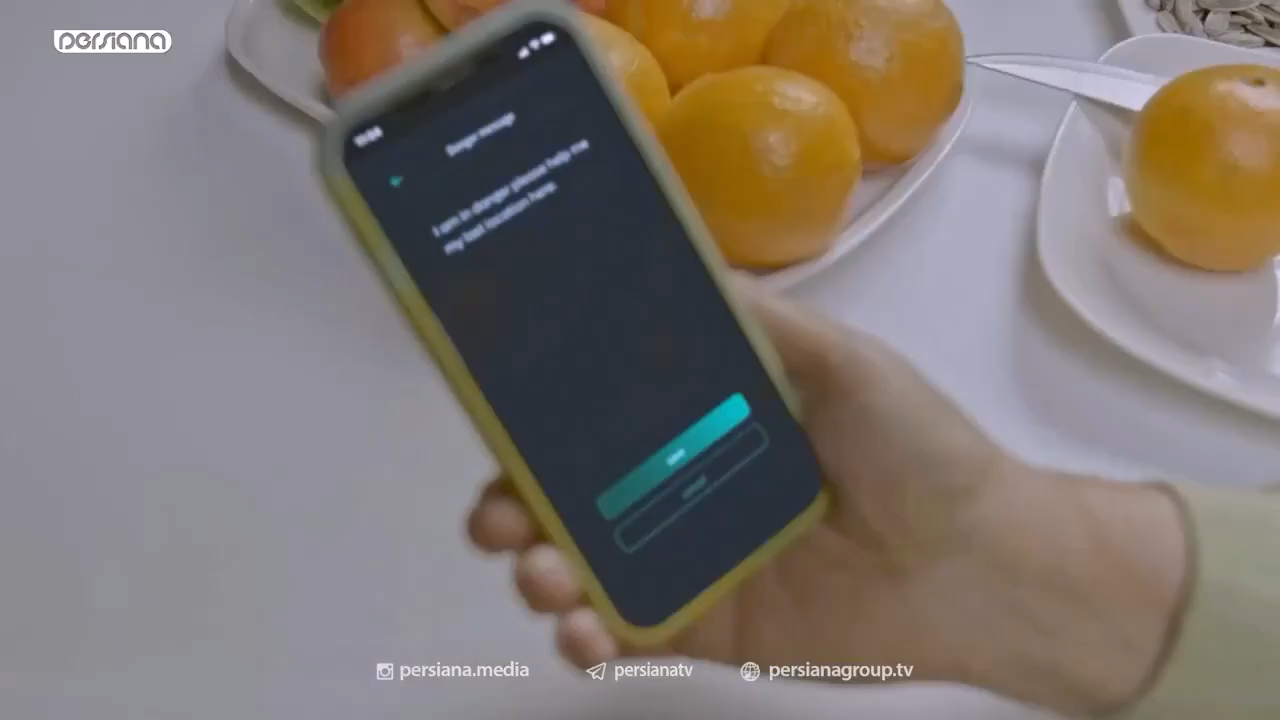 persiana
Danger message
I am in danger please help me
my last location here
persiana.media
persianatv
persianagroup.tv